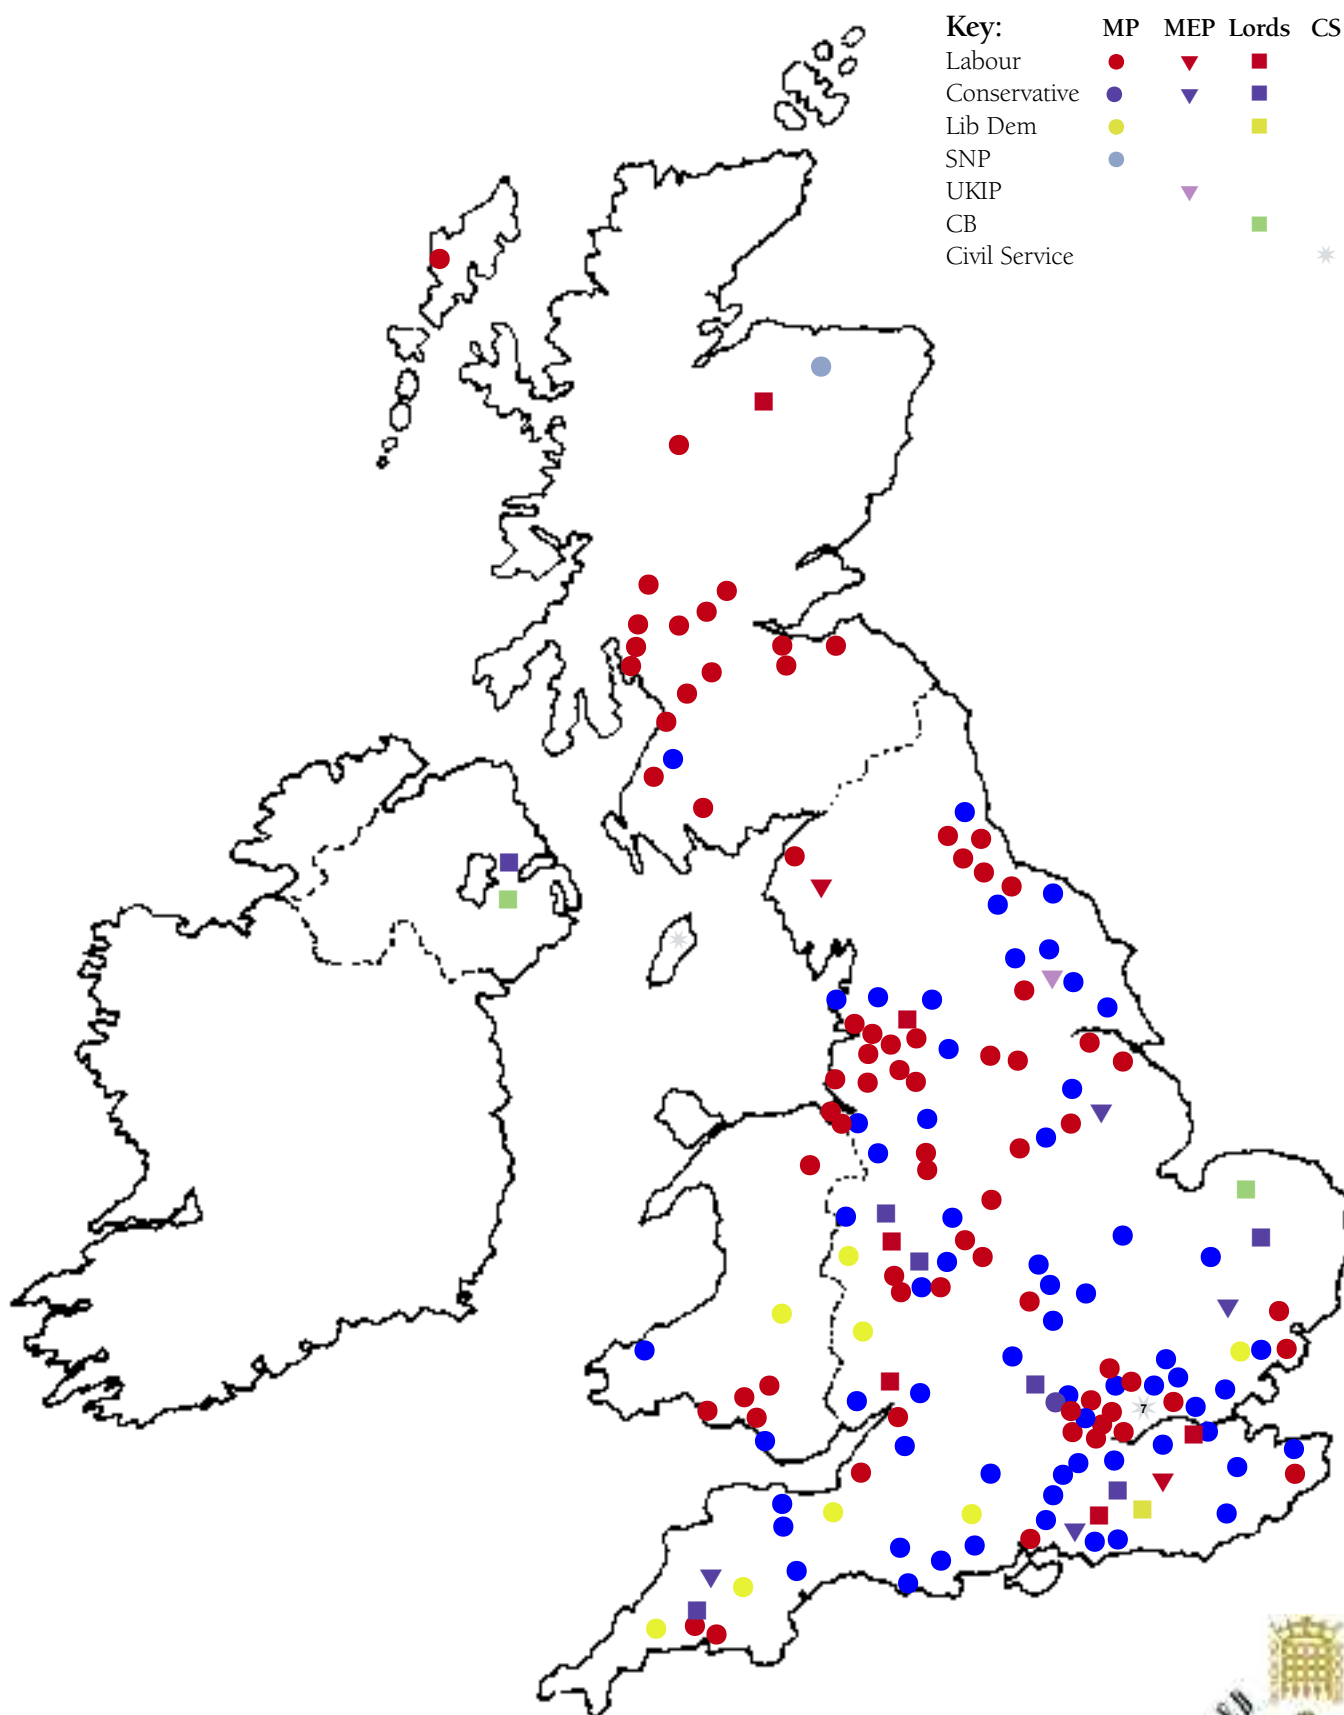 Key: MP MEP Lords CS
Labour
Conservative
Lib Dem
SNP
UKIP
CB
Civil Service
7